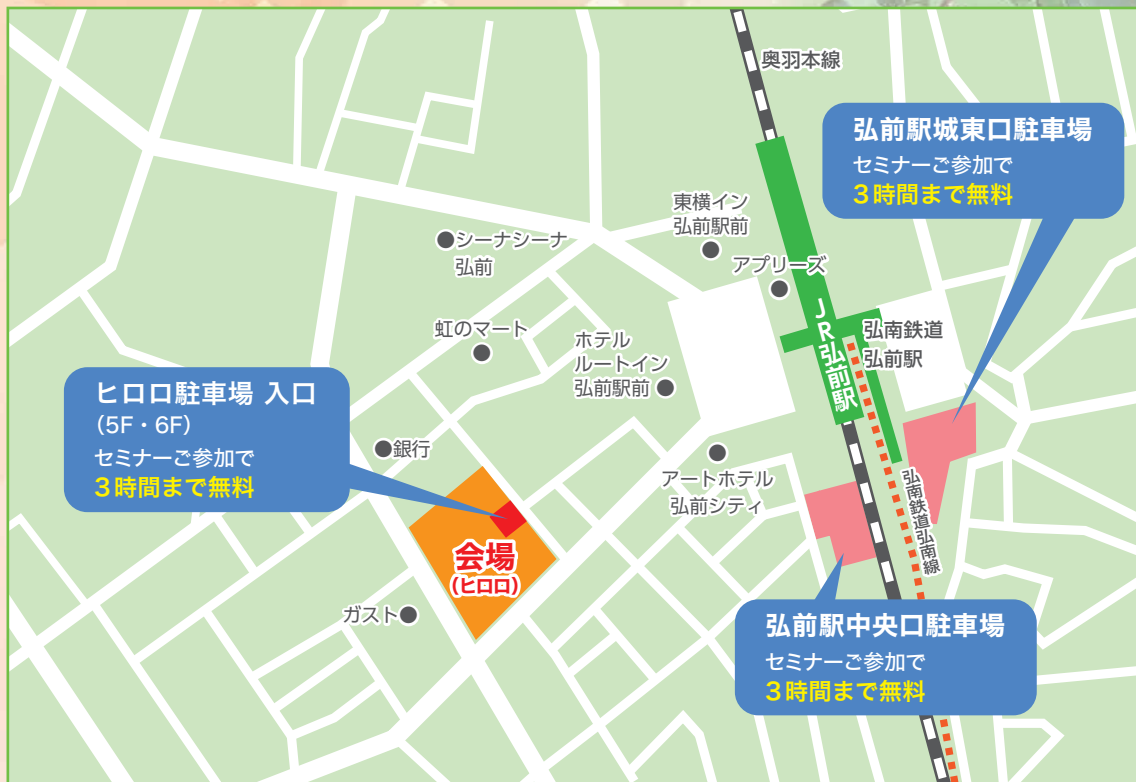 奥羽本線
弘前駅城東口駐車場
セミナーご参加で
3時間まで無料
東横イン
弘前駅前
シーナシーナ
弘前
アプリーズ
JR弘前駅
弘南鉄道
弘前駅
虹のマート
ホテル
ルートイン
弘前駅前
ヒロロ駐車場 入口
(5F・6F)
セミナーご参加で
3時間まで無料
銀行
アートホテル
弘前シティ
弘南鉄道弘南線
会場
(ヒロロ)
ガスト
弘前駅中央口駐車場
セミナーご参加で
3時間まで無料